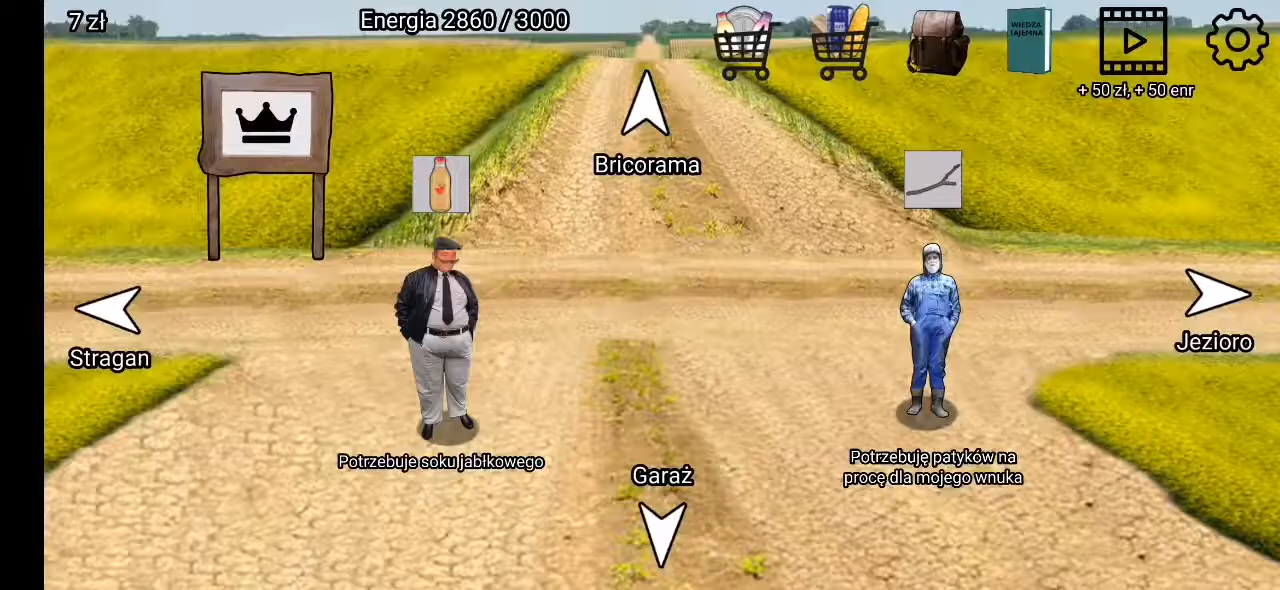 7 zł
Energia 2860 / 3000
WIEDZA
TAJEMNA
+ 50 zł, + 50 enr
Bricorama
Stragan
Jezioro
Potrzebuje soku jabłkowego
Potrzebuję patyków na
procę dla mojego wnuka
Garaż